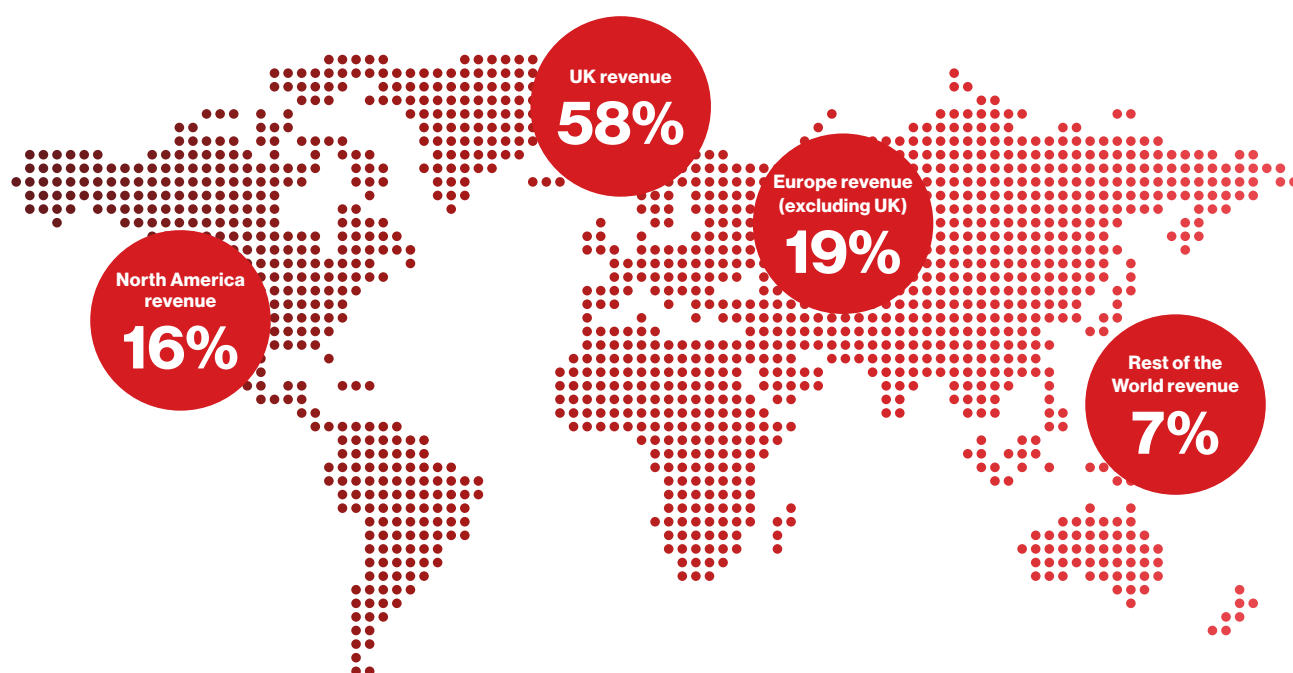 UK revenue
58%
Europe revenue
(excluding UK)
19%
North America
revenue
16%
Rest of the
World revenue
7%